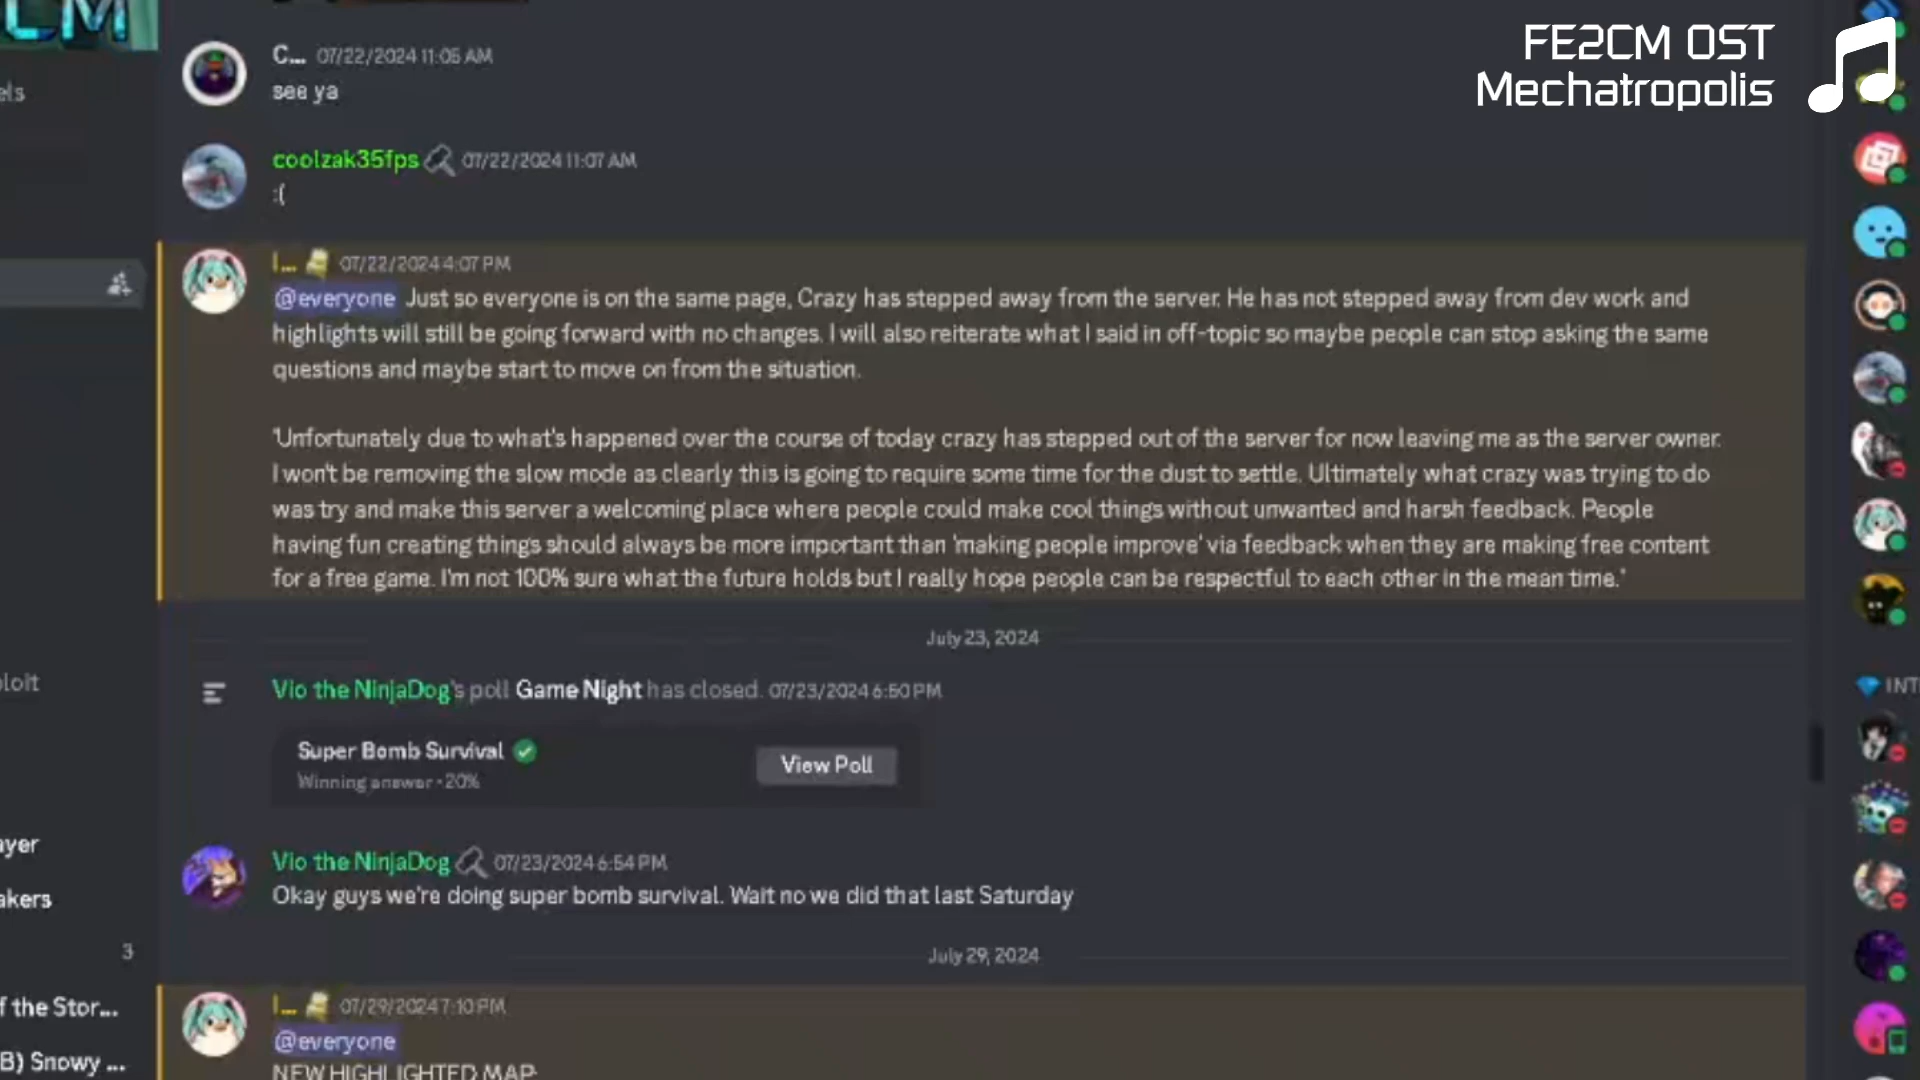 CM
FE2CM OST
Mechatropolis
C... 07/22/2024 11:05 AM
see ya
els
coolzak35fps 07/22/2024 11:07 AM
:(
I... 07/22/2024 4:07 PM
@everyone Just so everyone is on the same page, Crazy has stepped away from the server. He has not stepped away from dev work and
highlights will still be going forward with no changes. I will also reiterate what I said in off-topic so maybe people can stop asking the same
questions and maybe start to move on from the situation.
"Unfortunately due to what's happened over the course of today crazy has stepped out of the server for now leaving me as the server owner.
I won't be removing the slow mode as clearly this is going to require some time for the dust to settle. Ultimately what crazy was trying to do
was try and make this server a welcoming place where people could make cool things without unwanted and harsh feedback. People
having fun creating things should always be more important than 'making people improve' via feedback when they are making free content
for a free game. I'm not 100% sure what the future holds but I really hope people can be respectful to each other in the mean time."
July 23, 2024
ploit
Vio the NinjaDog's poll Game Night has closed. 07/23/2024 6:50 PM
INT
Super Bomb Survival
Winning answer • 20%
View Poll
ayer
Vio the NinjaDog 07/23/2024 6:54 PM
Okay guys we're doing super bomb survival. Wait no we did that last Saturday
akers
3
July 29, 2024
f the Stor...
I... 07/29/2024 7:10 PM
@everyone
B) Snowy ...
NEW HIGHLIGHTED MAP